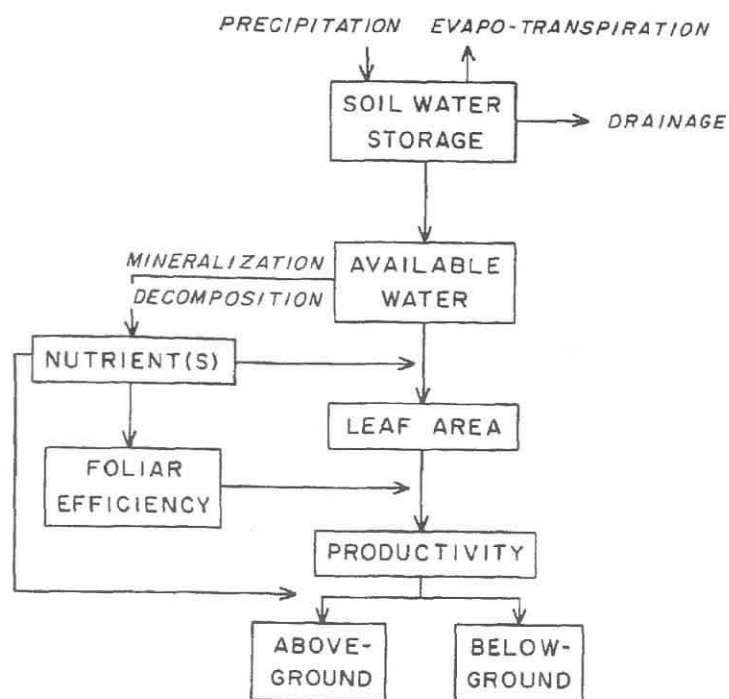 PRECIPITATION EVAPO-TRANSPIRATION
SOIL WATER
STORAGE
DRAINAGE
MINERALIZATION
DECOMPOSITION
AVAILABLE
WATER
NUTRIENT(S)
LEAF AREA
FOLIAR
EFFICIENCY
PRODUCTIVITY
ABOVE-
GROUND
BELOW-
GROUND